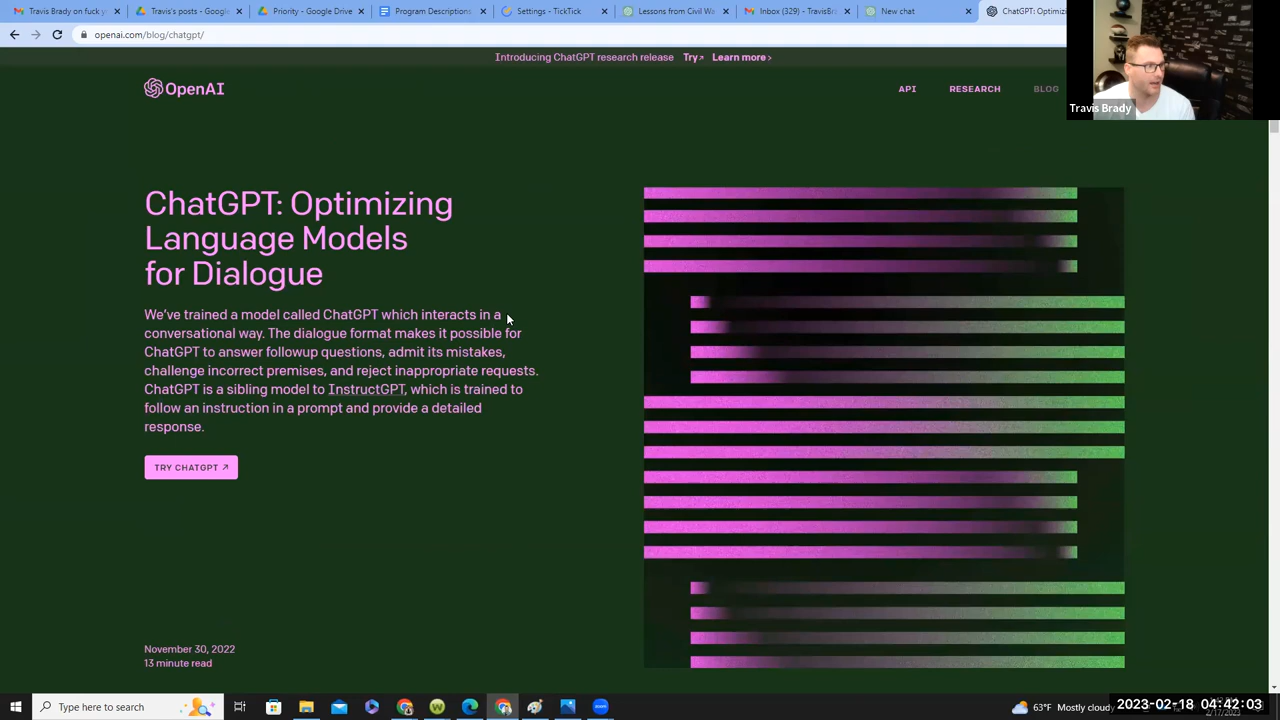 Travis Brady on fuck y
Travis's posts - Googl
Priority - Google Drive
Program Descriptions
Settings - TickTick
Lessons from Civil Wa
Inbox (329) - TravisBr
New chat
ChatGPT: Optimizi
openai.com/blog/chatgpt/
Travis Brady
Introducing ChatGPT research release Try↗ Learn more ›
OpenAI
API RESEARCH BLOG
ChatGPT: Optimizing
Language Models
for Dialogue
We've trained a model called ChatGPT which interacts in a
conversational way. The dialogue format makes it possible for
ChatGPT to answer followup questions, admit its mistakes,
challenge incorrect premises, and reject inappropriate requests.
ChatGPT is a sibling model to InstructGPT, which is trained to
follow an instruction in a prompt and provide a detailed
response.
TRY CHATGPT ↗
November 30, 2022
13 minute read
Type here to search
63°F Mostly cloudy
2023-02-18 04:42:03